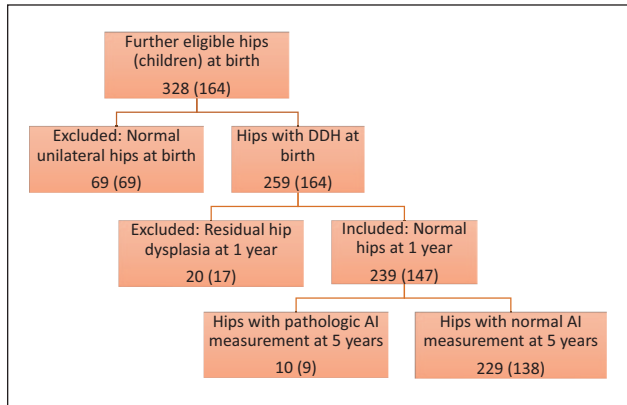 Further eligible hips
(children) at birth
328 (164)
Excluded: Normal
unilateral hips at birth
69 (69)
Hips with DDH at
birth
259 (164)
Excluded: Residual hip
dysplasia at 1 year
20 (17)
Included: Normal
hips at 1 year
239 (147)
Hips with pathologic AI
measurement at 5 years
10 (9)
Hips with normal AI
measurement at 5 years
229 (138)